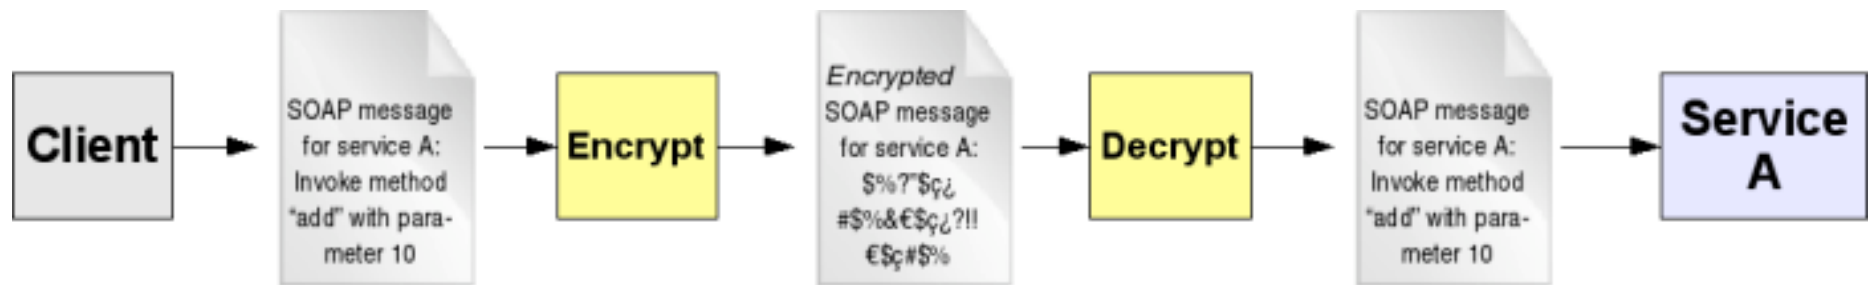 Client
SOAP message
for service A:
Invoke method
“add” with para-
meter 10
Encrypt
Encrypted
SOAP message
for service A:
$%?”$ç¿
#$%&€$ç¿?!!
€$ç#$%
Decrypt
SOAP message
for service A:
Invoke method
“add” with para-
meter 10
Service
A